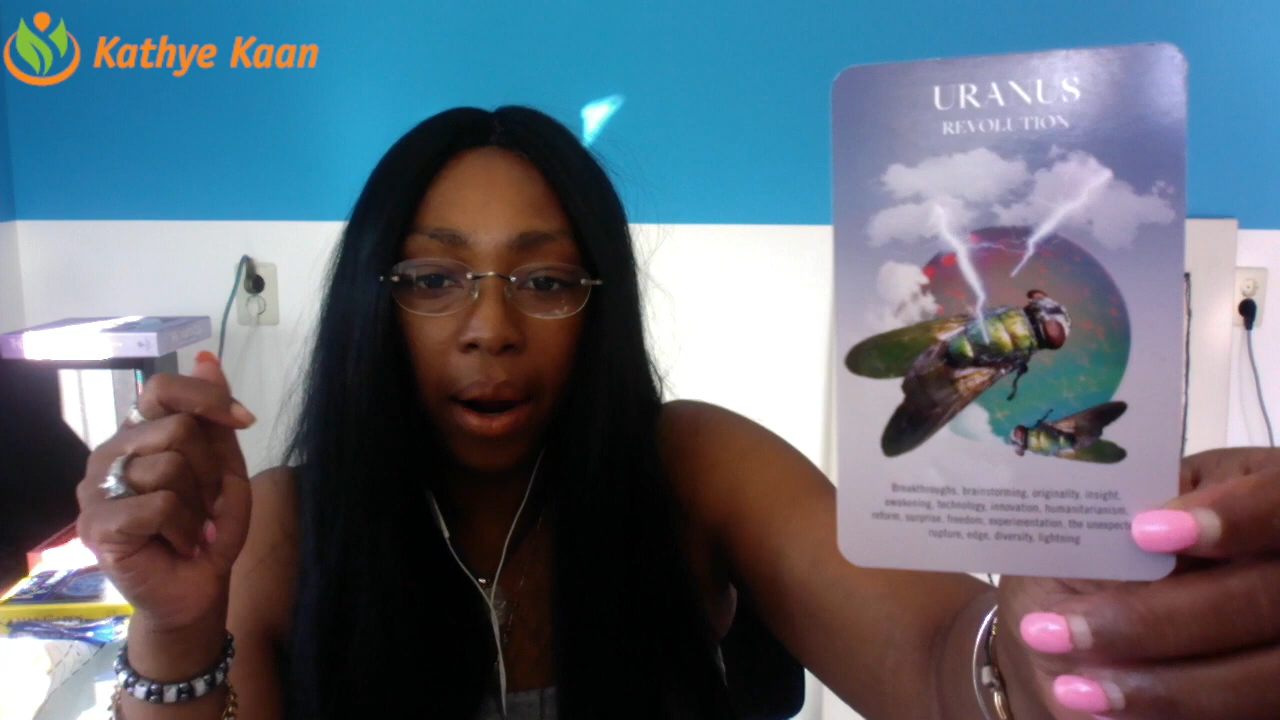 Kathye Kaan
URANUS
REVOLUTION
Breakthroughs, brainstorming, originality, insight,
awakening, technology, innovation, humanitarianism,
reform, surprise, freedom, experimentation, the unexpected
rupture, edge, diversity, lightning